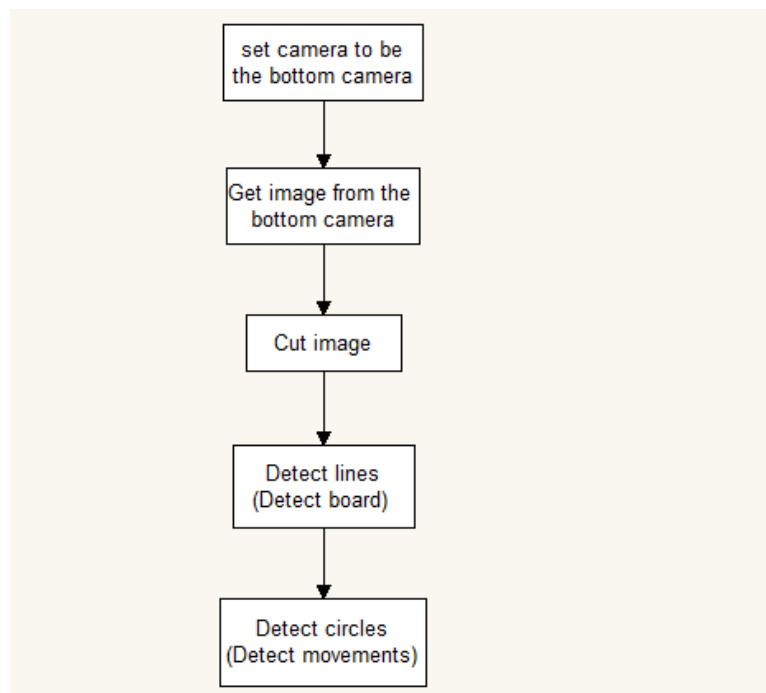 set camera to be
the bottom camera
Get image from the
bottom camera
Cut image
Detect lines
(Detect board)
Detect circles
(Detect movements)